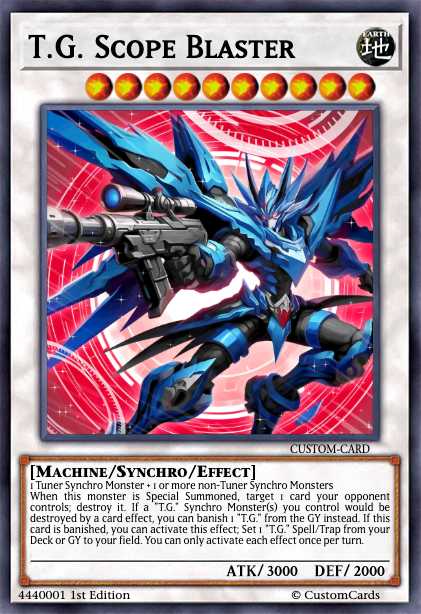 T.G. Scope Blaster
EARTH
地
CUSTOM-CARD
[Machine/Synchro/Effect]
1 Tuner Synchro Monster + 1 or more non-Tuner Synchro Monsters
When this monster is Special Summoned, target 1 card your opponent
controls; destroy it. If a "T.G." Synchro Monster(s) you control would be
destroyed by a card effect, you can banish 1 "T.G." from the GY instead. If this
card is banished, you can activate this effect; Set 1 "T.G." Spell/Trap from your
Deck or GY to your field. You can only activate each effect once per turn.
ATK/ 3000 DEF/ 2000
4440001 1st Edition © CustomCards